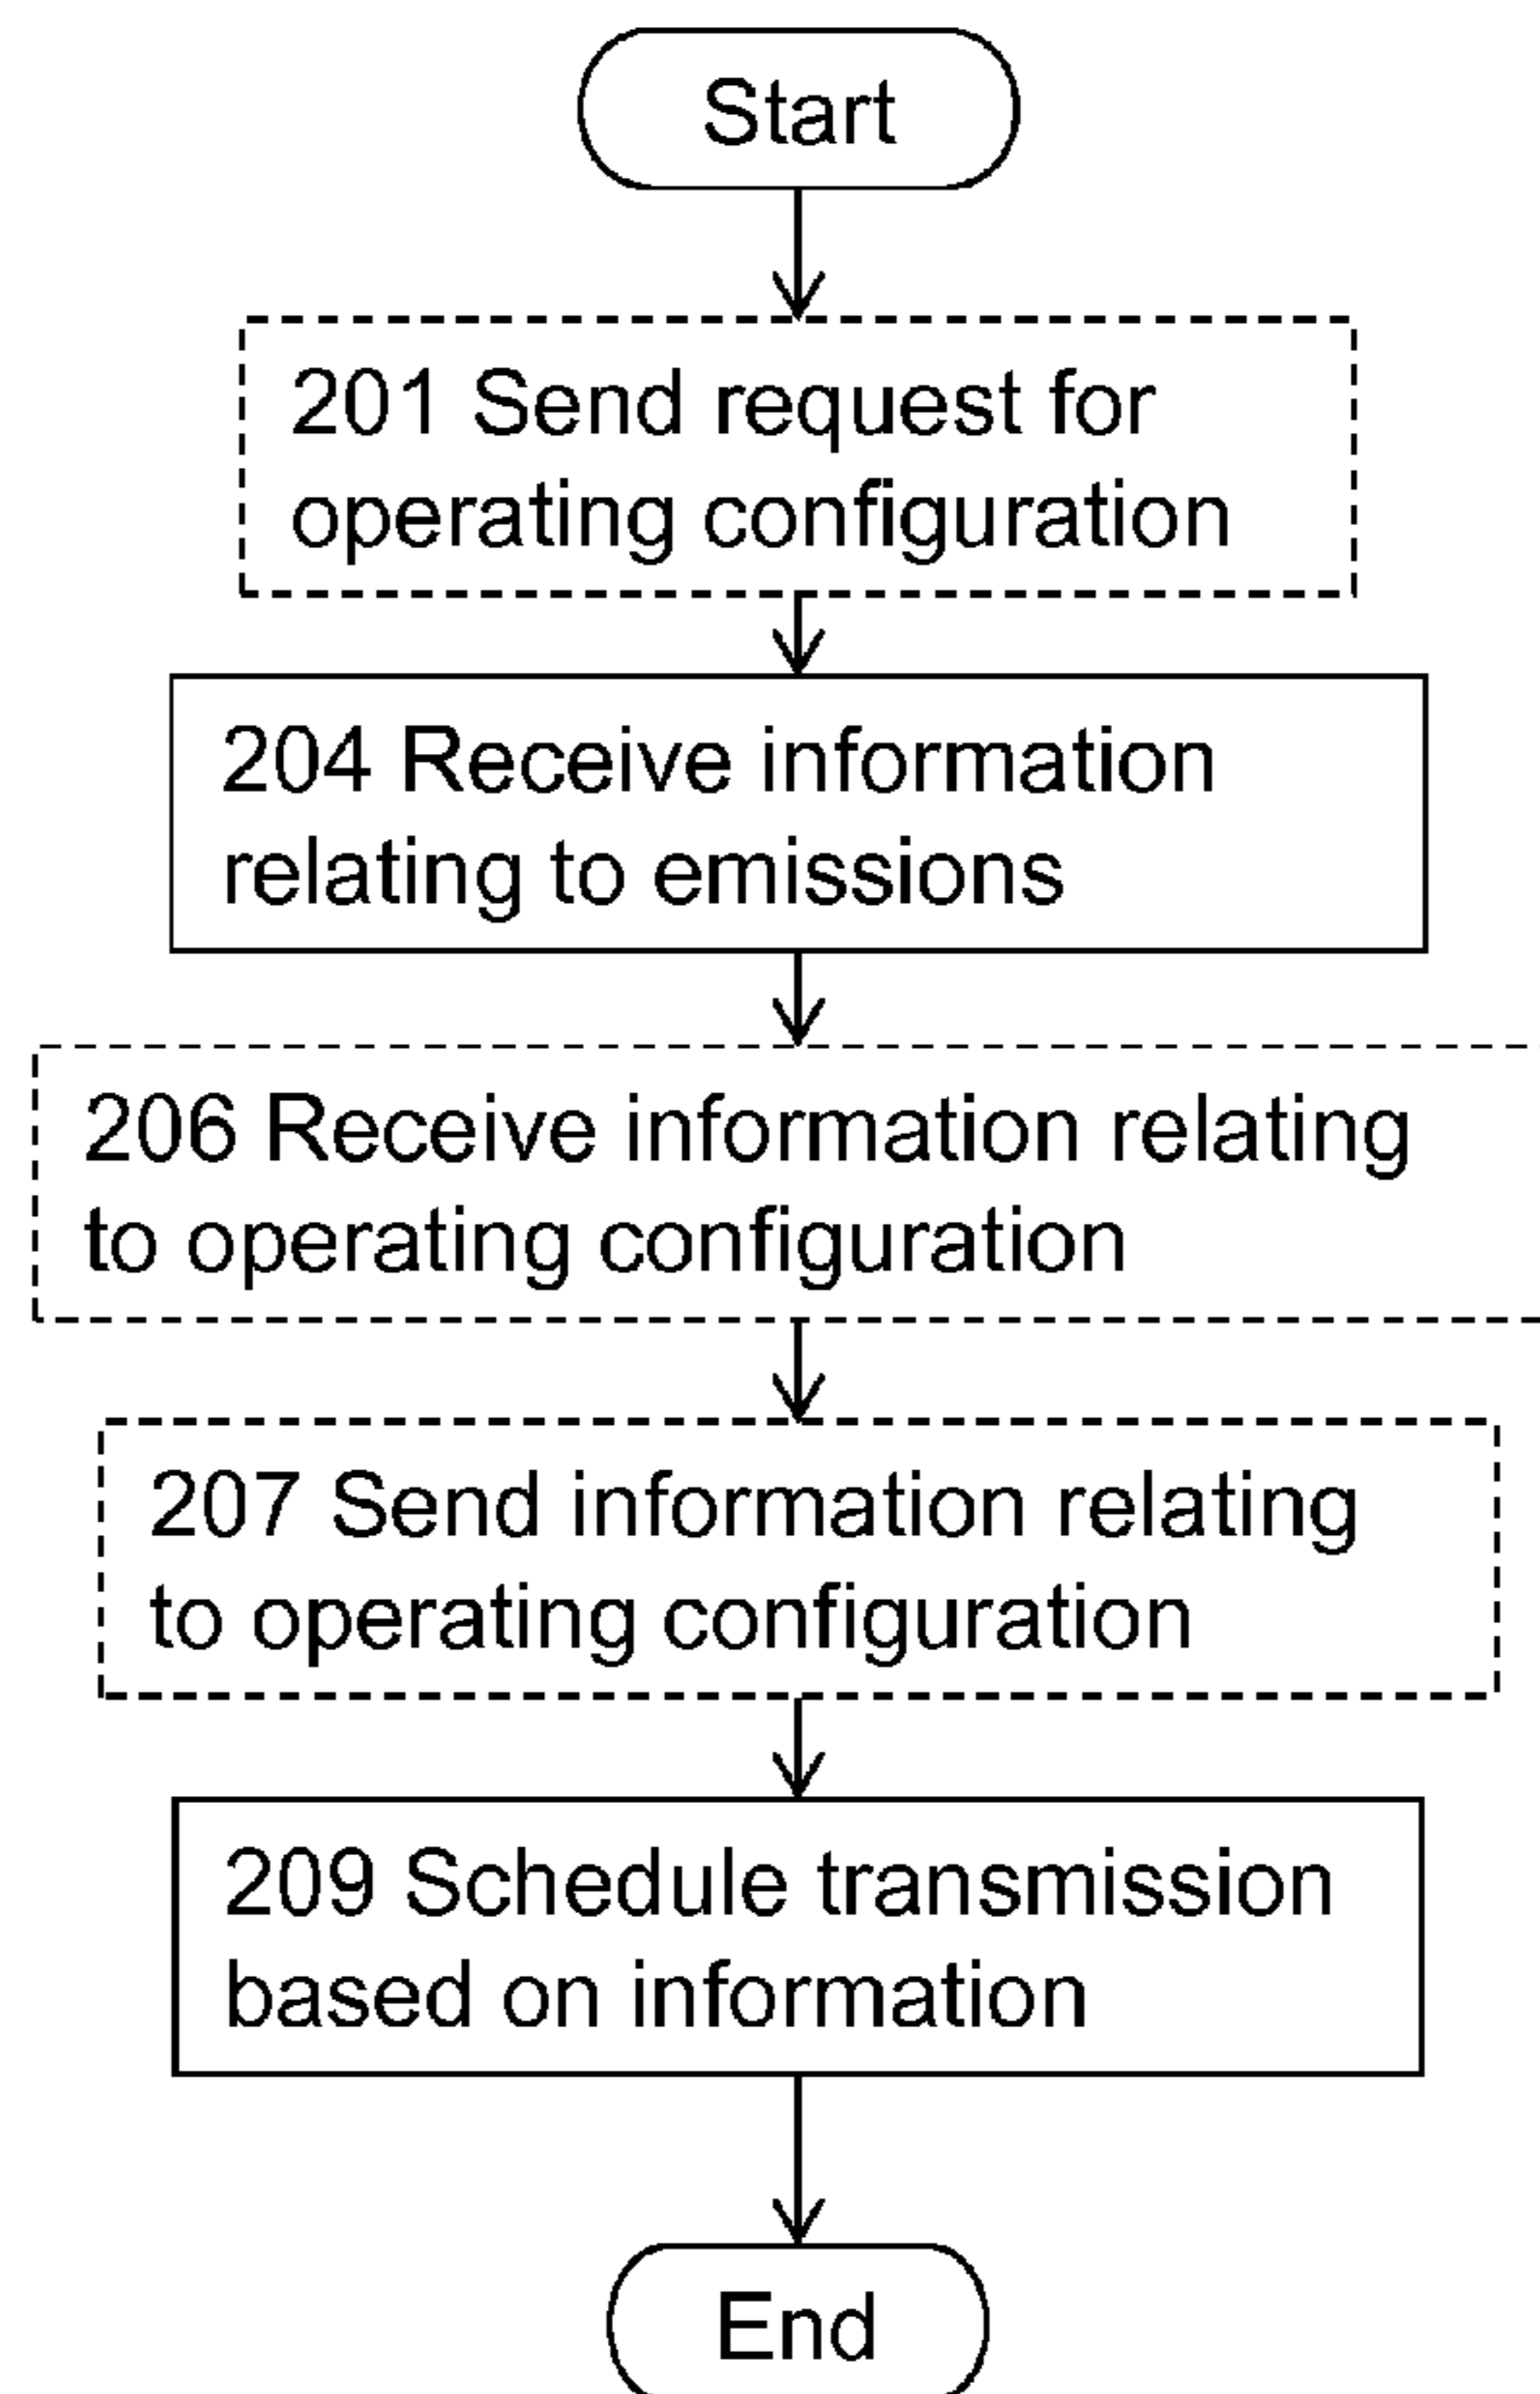 Start
201 Send request for
operating configuration
204 Receive information
relating to emissions
206 Receive information relating
to operating configuration
207 Send information relating
to operating configuration
209 Schedule transmission
based on information
End